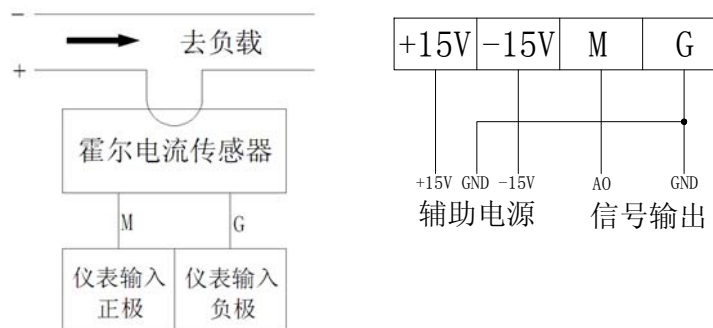 −
去负载
+
霍尔电流传感器
M
G
仪表输入
正极
仪表输入
负极
+15V
-15V
M
G
+15V GND -15V
AO
GND
辅助电源
信号输出